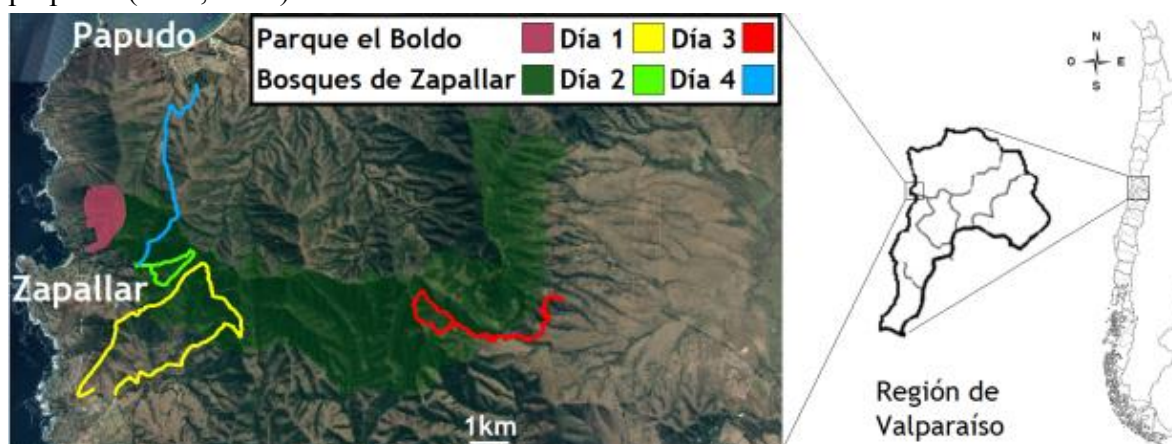 Papudo
Parque el Boldo Día 1 Día 3
Bosques de Zapallar Día 2 Día 4
Zapallar
1km
N
O E
S
Región de
Valparaíso